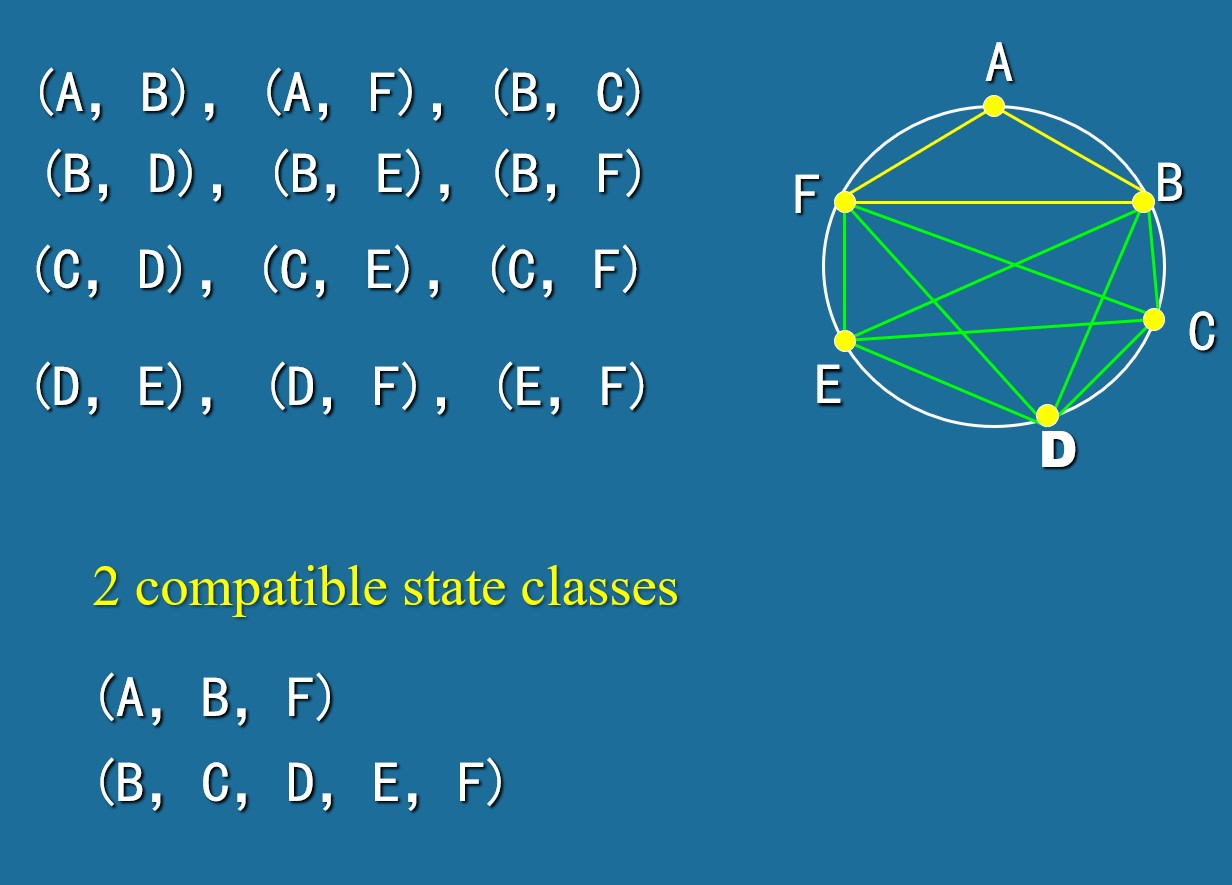 (A, B), (A, F), (B, C)
(B, D), (B, E), (B, F)
(C, D), (C, E), (C, F)
(D, E), (D, F), (E, F)
A
F
B
C
E
D
2 compatible state classes
(A, B, F)
(B, C, D, E, F)